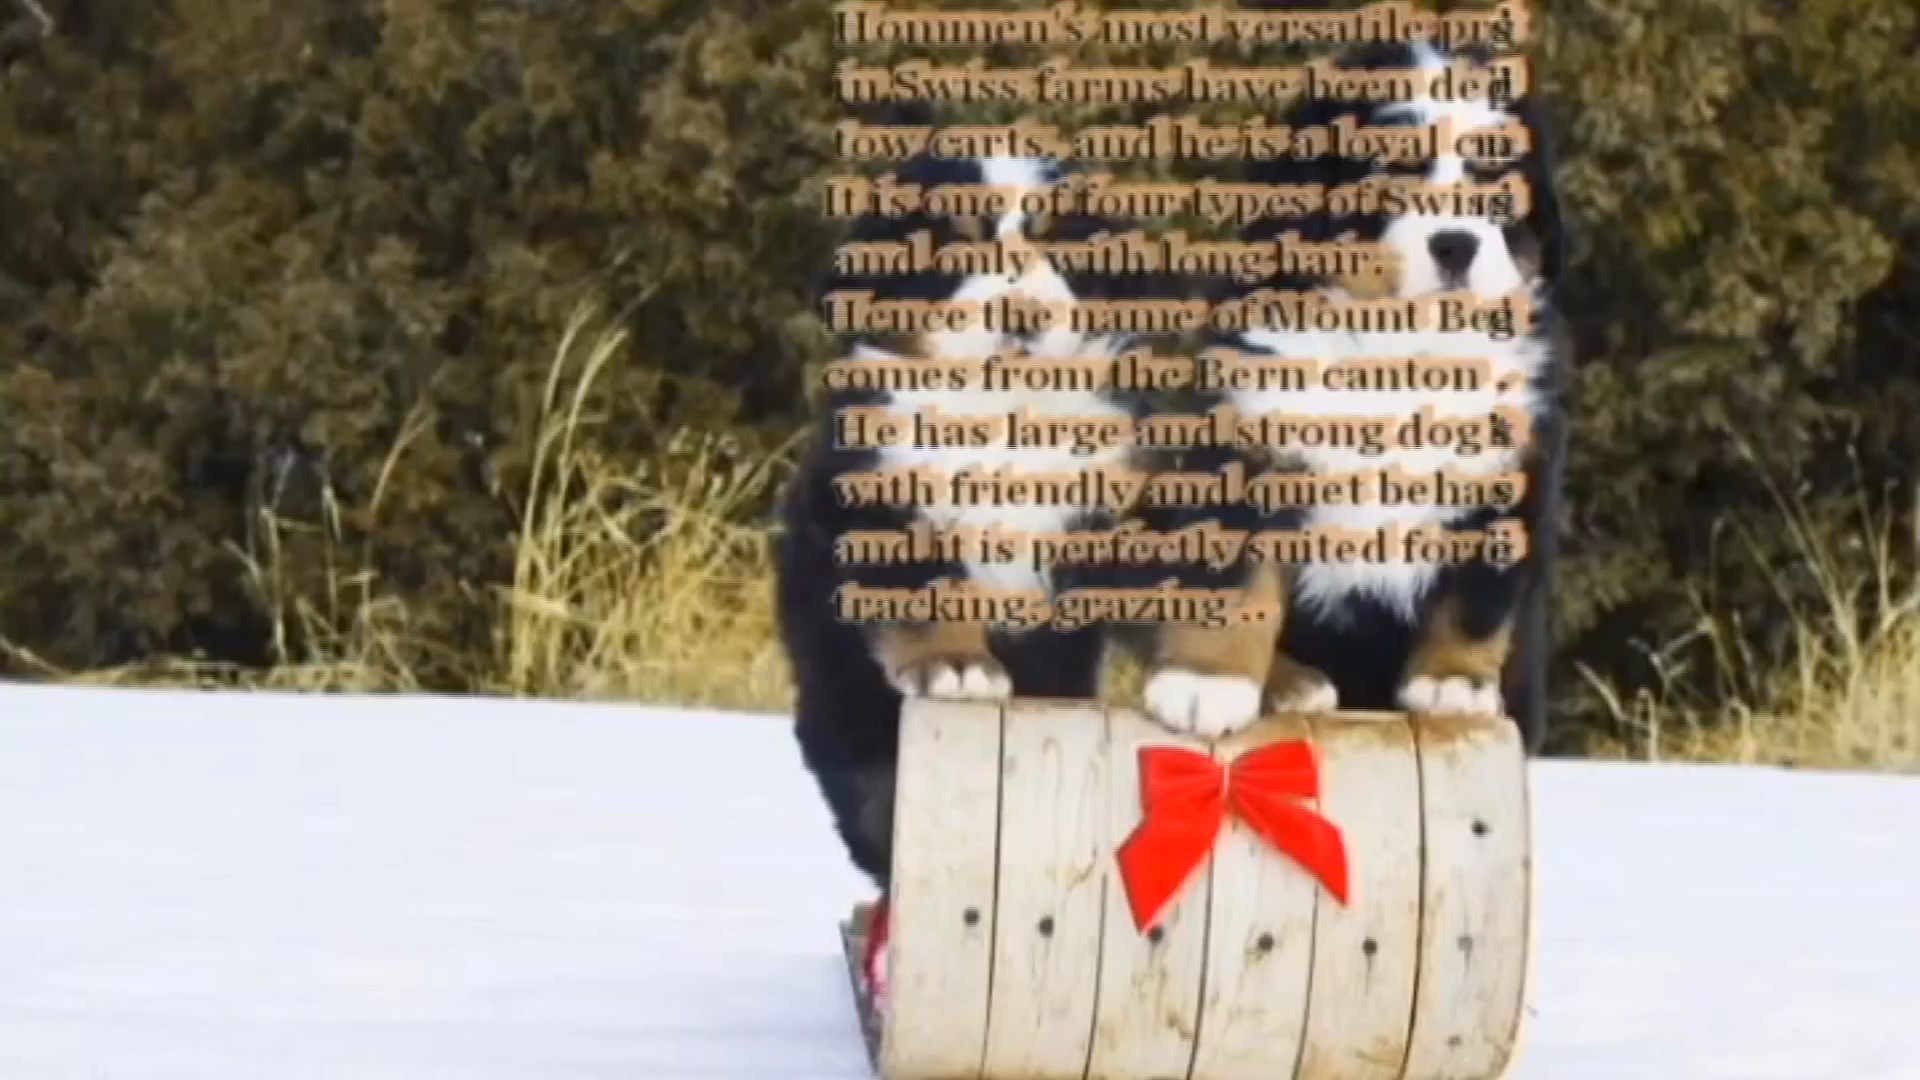 Hommen's most versatile
in Swiss farms have been
tow carts, and he is a loyal
It is one of four types of Swiss
and only with long hair.
Hence the name of Mount
comes from the Bern canton ,
He has large and strong
with friendly and quiet
and it is perfectly suited for
tracking, grazing ..